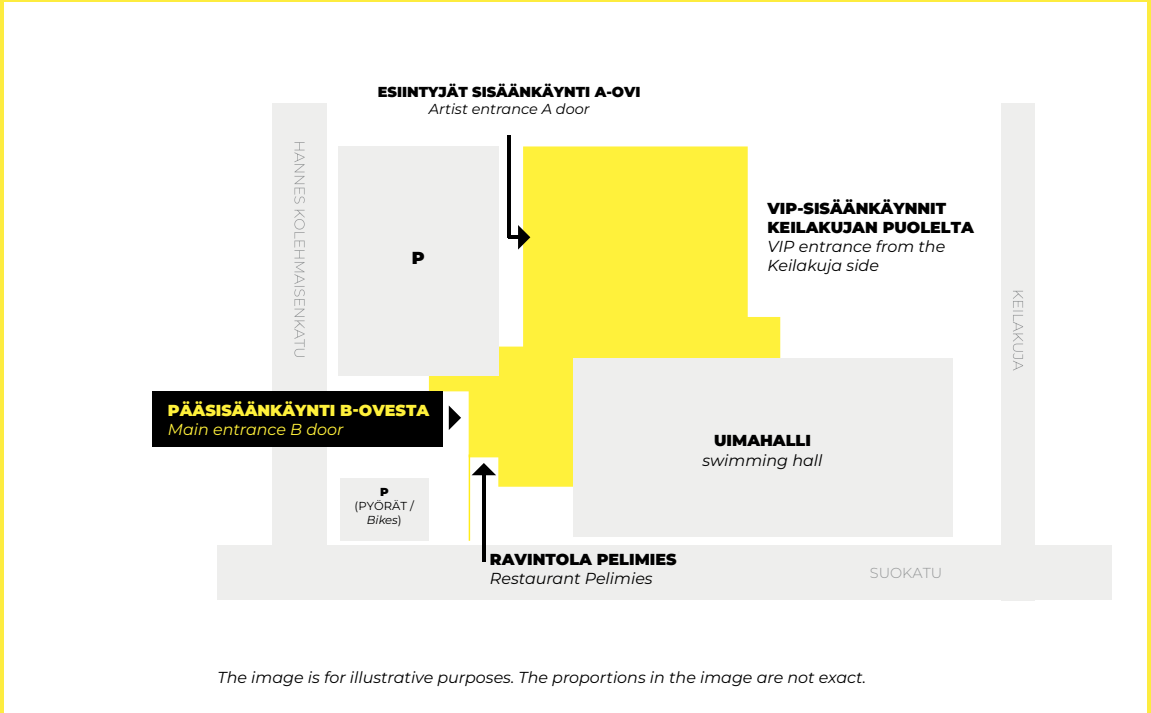 ESIINTYJÄT SISÄÄNKÄYNTI A-OVI
Artist entrance A door
HANNES KOLEHMAISENKATU
P
VIP-SISÄÄNKÄYNNIT
KEILAKUJAN PUOLELTA
VIP entrance from the
Keilakuja side
KEILAKUJA
PÄÄSISÄÄNKÄYNTI B-OVESTA
Main entrance B door
UIMAHALLI
swimming hall
P
(PYÖRÄT /
Bikes)
RAVINTOLA PELIMIES
Restaurant Pelimies
SUOKATU
The image is for illustrative purposes. The proportions in the image are not exact.